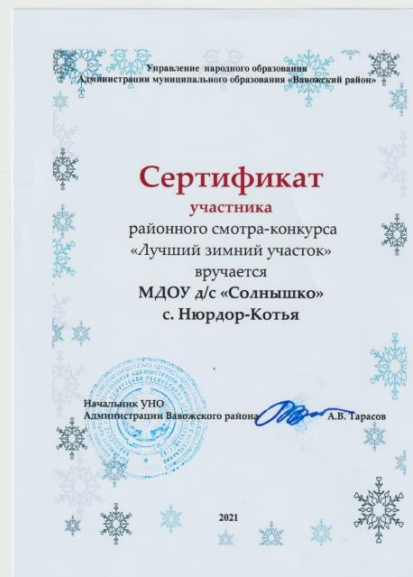 Управление народного образования
Администрации муниципального образования «Вавожский район»
Сертификат
участника
районного смотра-конкурса
«Лучший зимний участок»
вручается
МДОУ д/с «Солнышко»
с. Нюрдор-Котья
Начальник УНО
Администрации Вавожского района А.В. Тарасов
2021